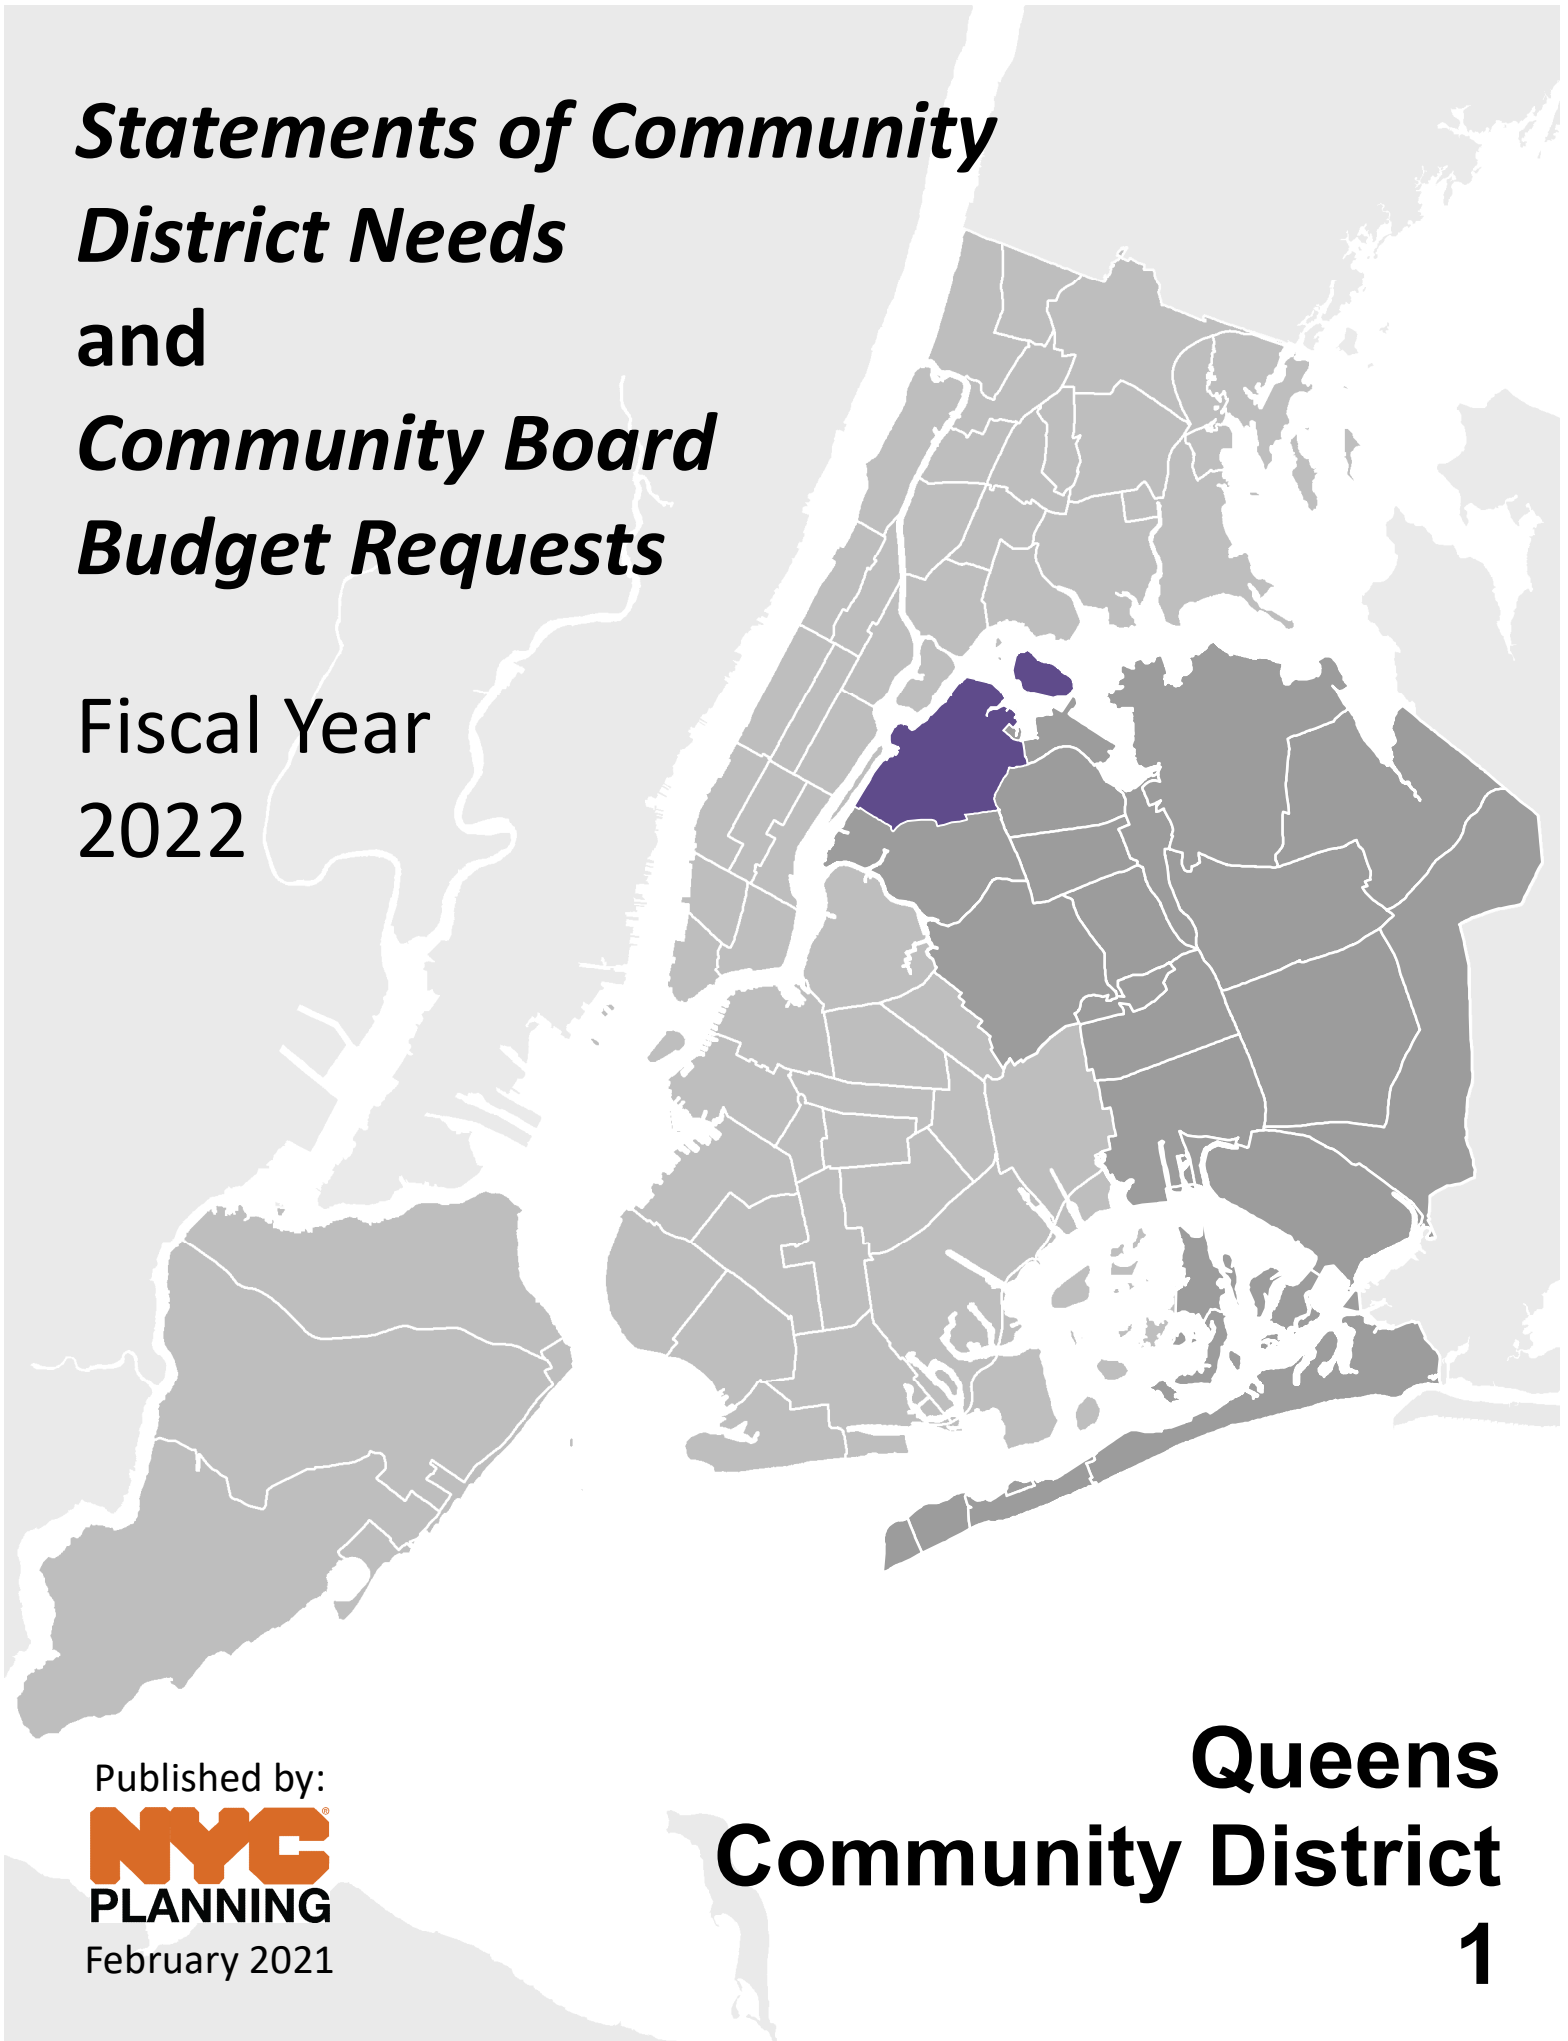 Statements of Community
District Needs
and
Community Board
Budget Requests
Fiscal Year
2022
Published by:
NYC®
PLANNING
February 2021
Queens
Community District
1